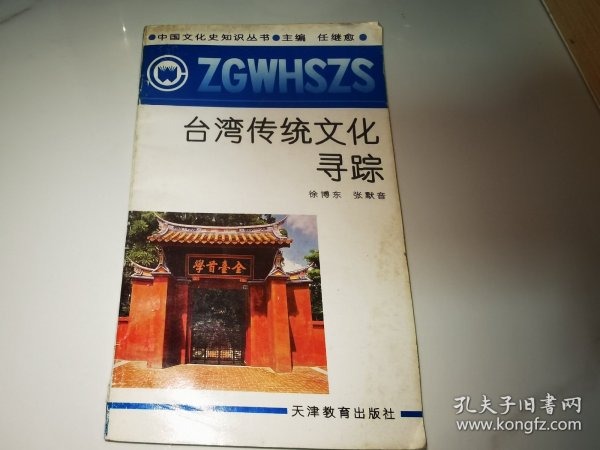 ●中国文化史知识丛书●主编 任继愈●
ZGWHSZS
台湾传统文化
寻踪
徐博东 张默音
學首臺全
天津教育出版社
孔夫子旧书网
www.kongfz.com